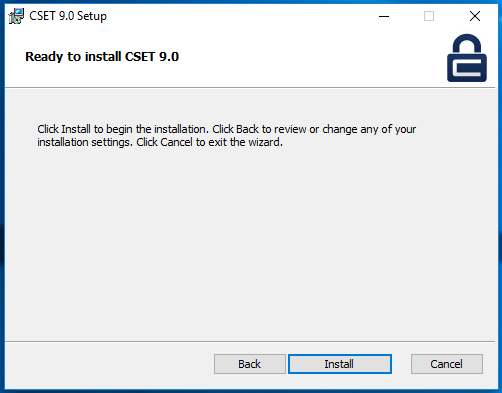 CSET 9.0 Setup
Ready to install CSET 9.0
Click Install to begin the installation. Click Back to review or change any of your
installation settings. Click Cancel to exit the wizard.
Back
Install
Cancel